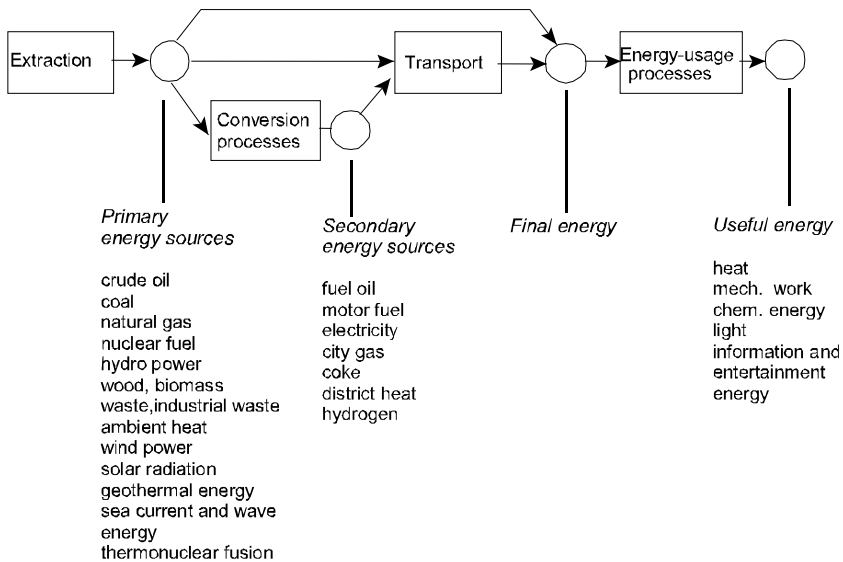 Extraction
Transport
Energy-usage
processes
Conversion
processes
Primary
energy sources
crude oil
coal
natural gas
nuclear fuel
hydro power
wood, biomass
waste,industrial waste
ambient heat
wind power
solar radiation
geothermal energy
sea current and wave
energy
thermonuclear fusion
Secondary
energy sources
fuel oil
motor fuel
electricity
city gas
coke
district heat
hydrogen
Final energy
Useful energy
heat
mech. work
chem. energy
light
information and
entertainment
energy